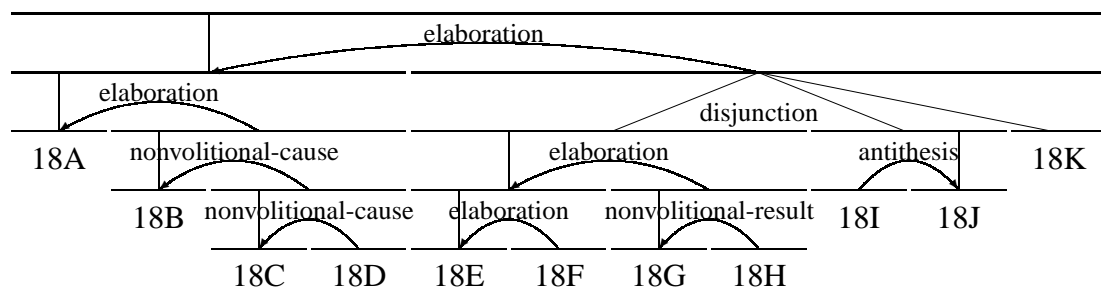 elaboration
elaboration disjunction
18A nonvolitional-cause elaboration antithesis 18K
18B nonvolitional-cause elaboration nonvolitional-result 18I 18J
18C 18D 18E 18F 18G 18H